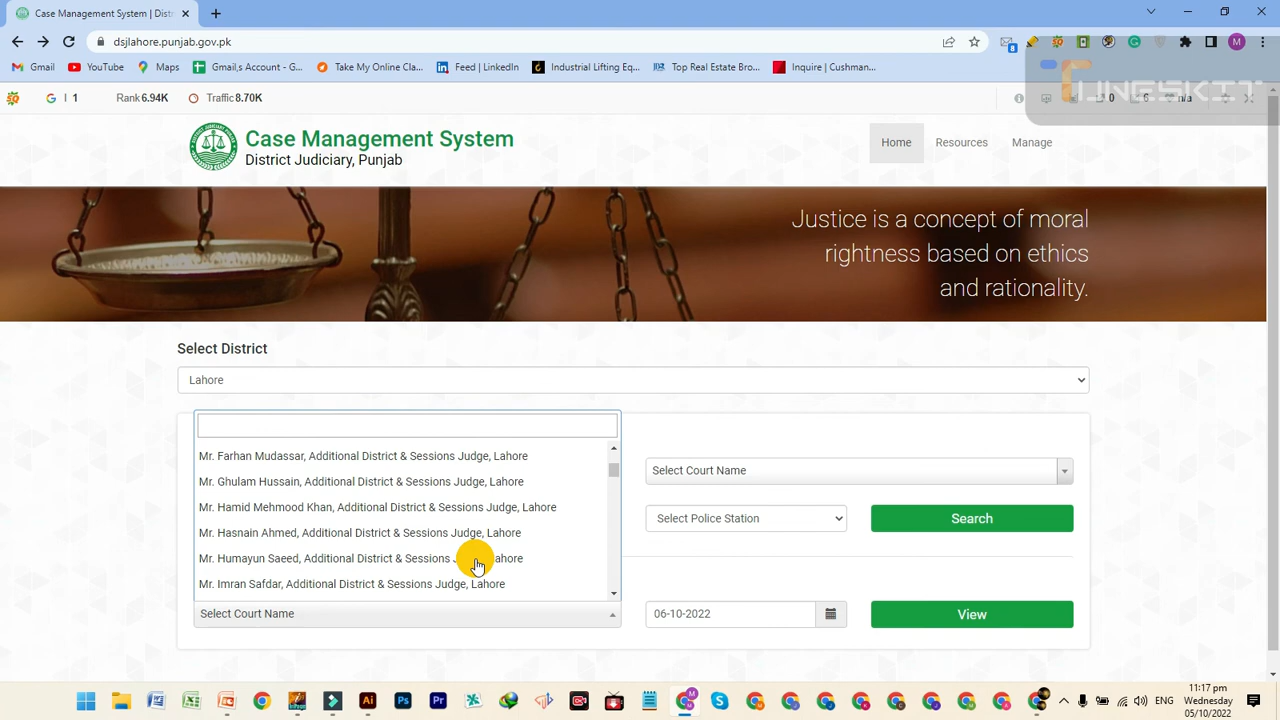 Case Management System | Distr
dsjlahore.punjab.gov.pk
8
M
Gmail
YouTube
Maps
Gmail,s Account - G...
Take My Online Clas...
Feed | LinkedIn
Industrial Lifting Eq...
Top Real Estate Bro...
Inquire | Cushman...
I 1
Rank 6.94K
Traffic 8.70K
0
n/a
TUNESKIT
Case Management System
District Judiciary, Punjab
Home
Resources
Manage
Justice is a concept of moral
rightness based on ethics
and rationality.
Select District
Lahore
Mr. Farhan Mudassar, Additional District & Sessions Judge, Lahore
Mr. Ghulam Hussain, Additional District & Sessions Judge, Lahore
Mr. Hamid Mehmood Khan, Additional District & Sessions Judge, Lahore
Mr. Hasnain Ahmed, Additional District & Sessions Judge, Lahore
Mr. Humayun Saeed, Additional District & Sessions Lahore
Mr. Imran Safdar, Additional District & Sessions Judge, Lahore
Select Court Name
Select Court Name
Select Police Station
Search
06-10-2022
View
ENG
11:17 pm
Wednesday
05/10/2022